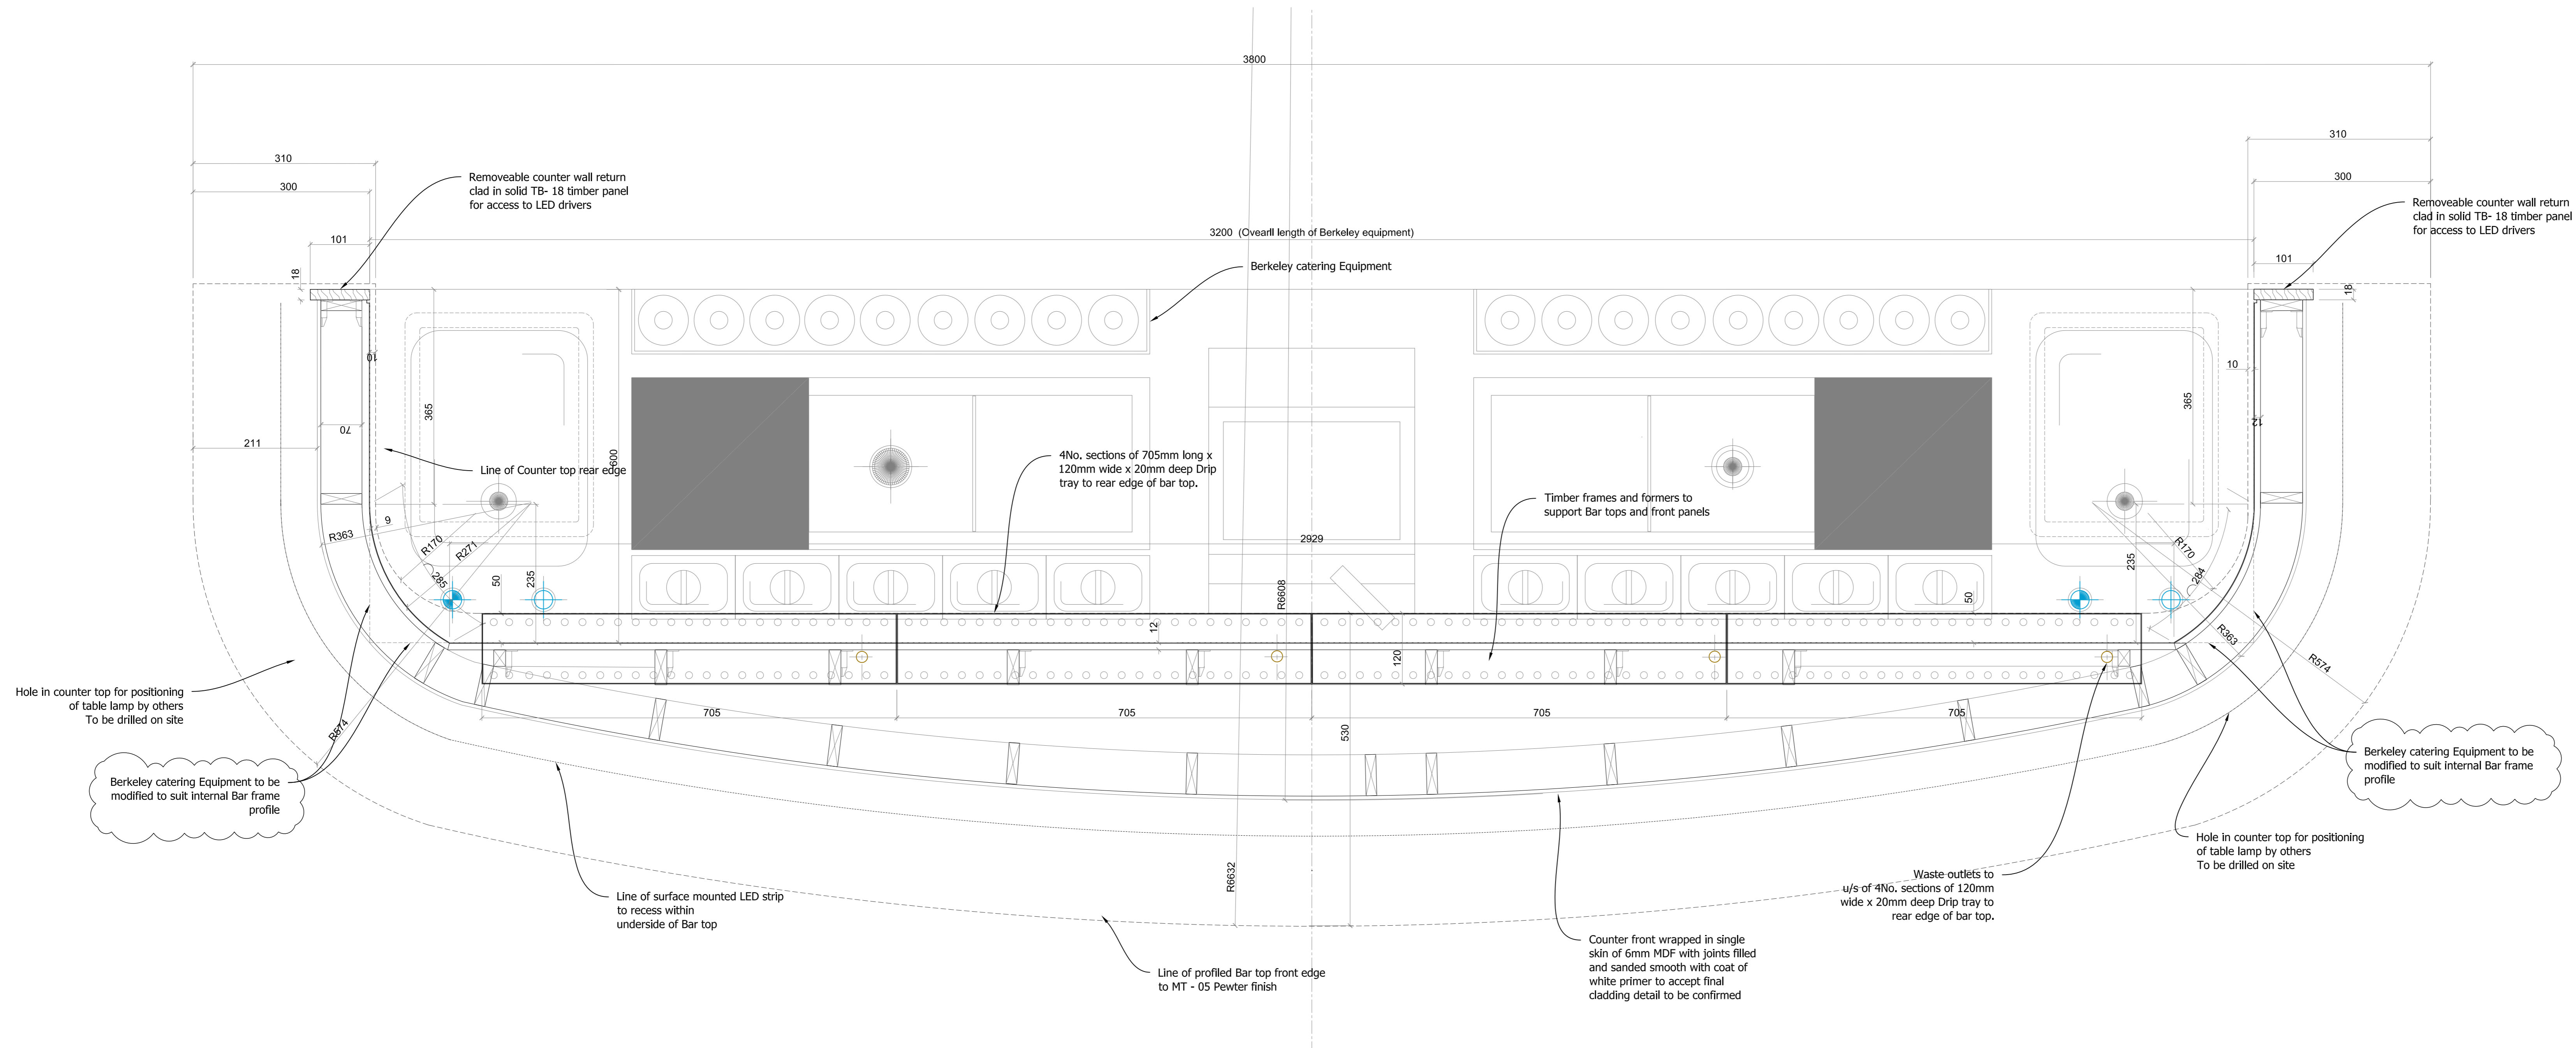 3800
310
310
300
300
Removeable counter wall return
clad in solid TB- 18 timber panel
for access to LED drivers
Removeable counter wall return
clad in solid TB- 18 timber panel
for access to LED drivers
101
3200 (Ovearll length of Berkeley equipment)
101
18
Berkeley catering Equipment
18
10
10
365
365
70
12
211
600
4No. sections of 705mm long x
120mm wide x 20mm deep Drip
tray to rear edge of bar top.
Line of Counter top rear edge
Timber frames and formers to
support Bar tops and front panels
9
R363
R170
R271
285
50
235
2929
R6608
50
235
R170
284
12
120
R363
R574
Hole in counter top for positioning
of table lamp by others
To be drilled on site
R574
705
705
705
705
530
Berkeley catering Equipment to be
modified to suit internal Bar frame
profile
Berkeley catering Equipment to be
modified to suit internal Bar frame
profile
Hole in counter top for positioning
of table lamp by others
To be drilled on site
R6632
Line of surface mounted LED strip
to recess within
underside of Bar top
Waste outlets to
u/s of 4No. sections of 120mm
wide x 20mm deep Drip tray to
rear edge of bar top.
Counter front wrapped in single
skin of 6mm MDF with joints filled
and sanded smooth with coat of
white primer to accept final
cladding detail to be confirmed
Line of profiled Bar top front edge
to MT - 05 Pewter finish